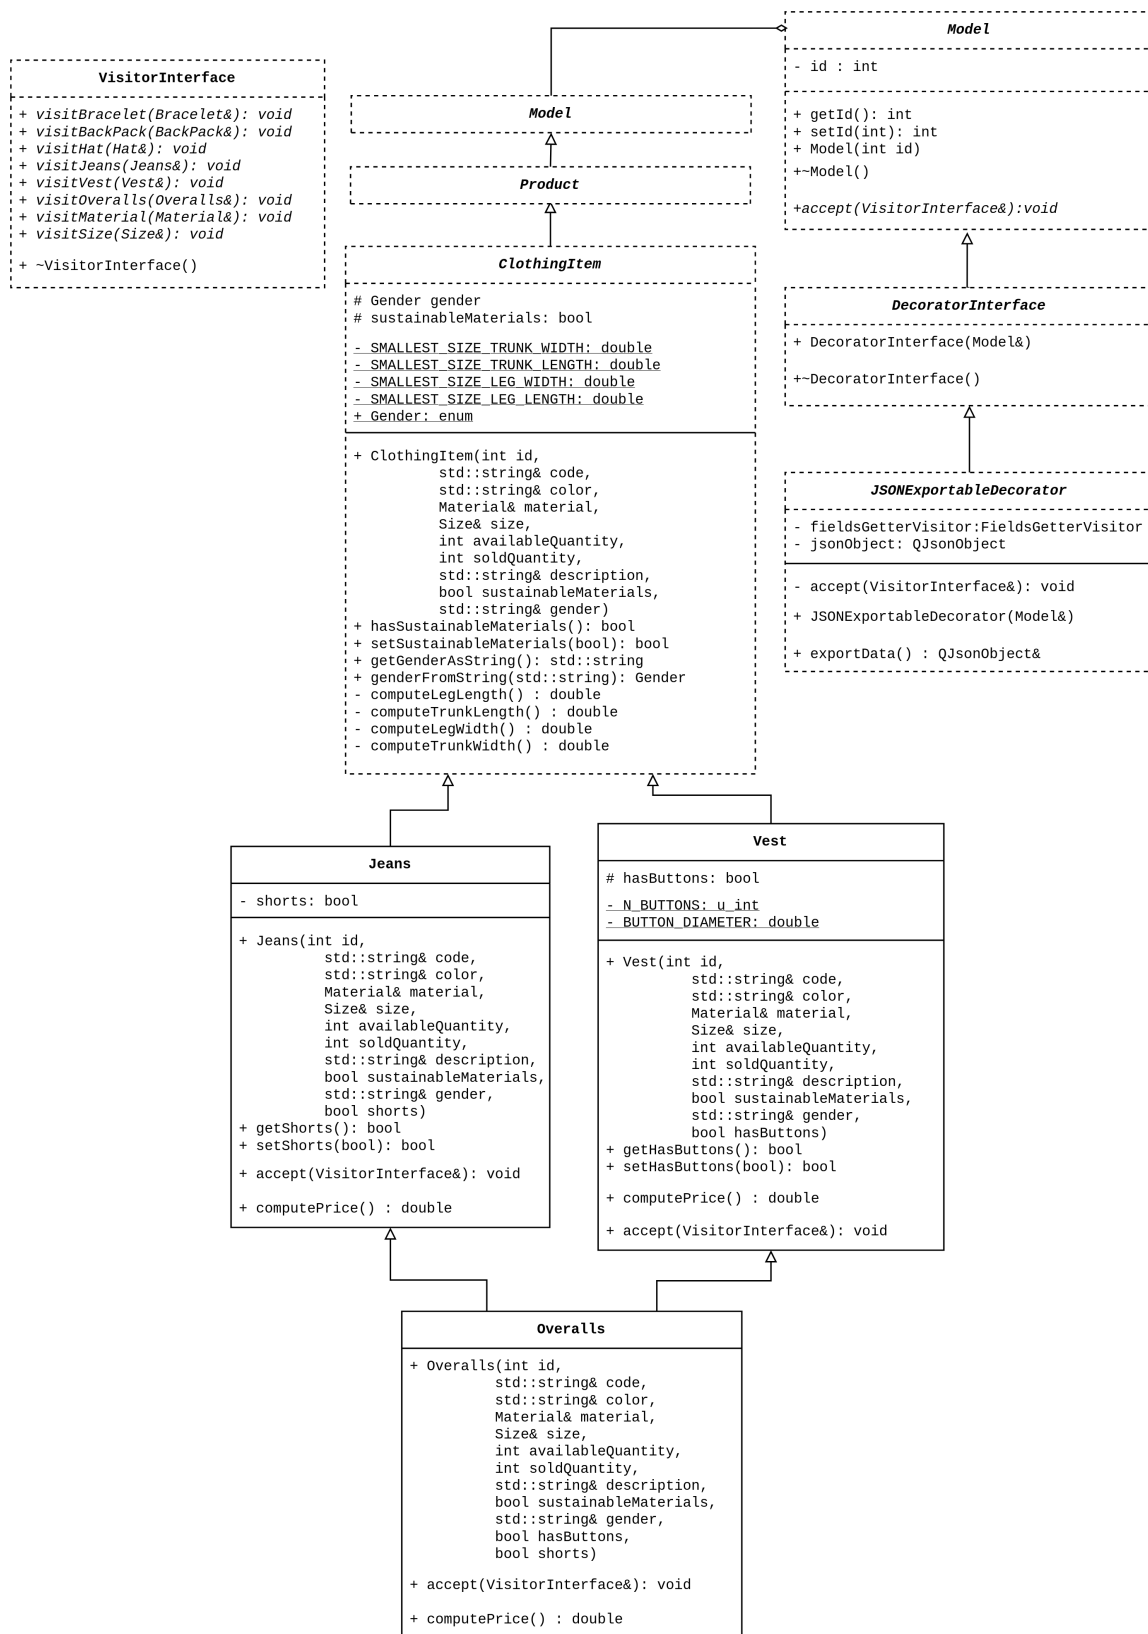 VisitorInterface
+ visitBracelet(Bracelet&): void
+ visitBackPack(BackPack&): void
+ visitHat(Hat&): void
+ visitJeans(Jeans&): void
+ visitVest(Vest&): void
+ visitOveralls(Overalls&): void
+ visitMaterial(Material&): void
+ visitSize(Size&): void
+ ~VisitorInterface()
Model
Product
ClothingItem
# Gender gender
# sustainableMaterials: bool
- SMALLEST_SIZE_TRUNK_WIDTH: double
- SMALLEST_SIZE_TRUNK_LENGTH: double
- SMALLEST_SIZE_LEG_WIDTH: double
- SMALLEST_SIZE_LEG_LENGTH: double
+ Gender: enum
+ ClothingItem(int id,
std::string& code,
std::string& color,
Material& material,
Size& size,
int availableQuantity,
int soldQuantity,
std::string& description,
bool sustainableMaterials,
std::string& gender)
+ hasSustainableMaterials(): bool
+ setSustainableMaterials(bool): bool
+ getGenderAsString(): std::string
+ genderFromString(std::string): Gender
- computeLegLength() : double
- computeTrunkLength() : double
- computeLegWidth() : double
- computeTrunkWidth() : double
Model
- id : int
+ getId(): int
+ setId(int): int
+ Model(int id)
+~Model()
+accept(VisitorInterface&):void
DecoratorInterface
+ DecoratorInterface(Model&)
+~DecoratorInterface()
JSONExportableDecorator
- fieldsGetterVisitor:FieldsGetterVisitor
- jsonObject: QJsonObject
- accept(VisitorInterface&): void
+ JSONExportableDecorator(Model&)
+ exportData() : QJsonObject&
Jeans
- shorts: bool
+ Jeans(int id,
std::string& code,
std::string& color,
Material& material,
Size& size,
int availableQuantity,
int soldQuantity,
std::string& description,
bool sustainableMaterials,
std::string& gender,
bool shorts)
+ getShorts(): bool
+ setShorts(bool): bool
+ accept(VisitorInterface&): void
+ computePrice() : double
Vest
# hasButtons: bool
- N_BUTTONS: u_int
- BUTTON_DIAMETER: double
+ Vest(int id,
std::string& code,
std::string& color,
Material& material,
Size& size,
int availableQuantity,
int soldQuantity,
std::string& description,
bool sustainableMaterials,
std::string& gender,
bool hasButtons)
+ getHasButtons(): bool
+ setHasButtons(bool): bool
+ computePrice() : double
+ accept(VisitorInterface&): void
Overalls
+ Overalls(int id,
std::string& code,
std::string& color,
Material& material,
Size& size,
int availableQuantity,
int soldQuantity,
std::string& description,
bool sustainableMaterials,
std::string& gender,
bool hasButtons,
bool shorts)
+ accept(VisitorInterface&): void
+ computePrice() : double